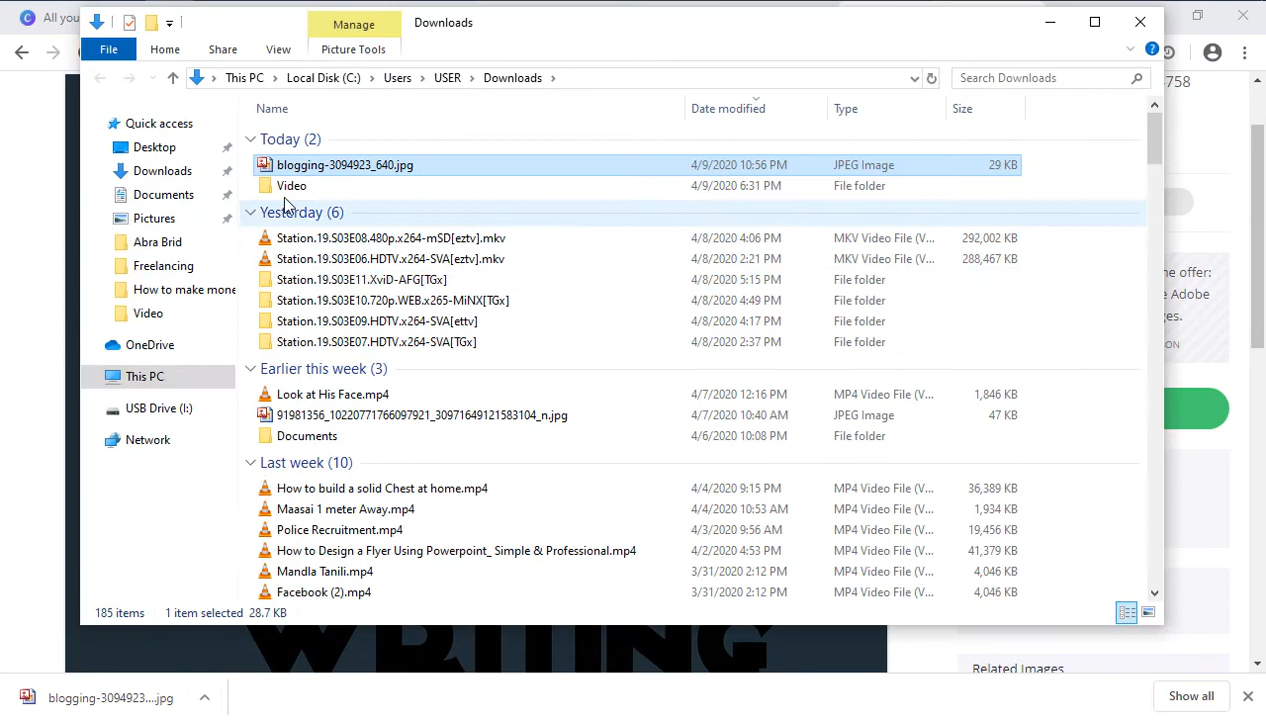 All you
Manage
Downloads
File
Home
Share
View
Picture Tools
This PC
Local Disk (C:)
Users
USER
Downloads
Search Downloads
758
Name
Date modified
Type
Size
Quick access
Desktop
Downloads
Documents
Pictures
Abra Brid
Freelancing
How to make mone
Video
OneDrive
This PC
USB Drive (I:)
Network
Today (2)
blogging-3094923_640.jpg 4/9/2020 10:56 PM JPEG Image 29 KB
Video 4/9/2020 6:31 PM File folder
Yesterday (6)
Station.19.S03E08.480p.x264-mSD[eztv].mkv 4/8/2020 4:06 PM MKV Video File (V... 292,002 KB
Station.19.S03E06.HDTV.x264-SVA[eztv].mkv 4/8/2020 2:21 PM MKV Video File (V... 288,467 KB
Station.19.S03E11.XviD-AFG[TGx] 4/8/2020 5:15 PM File folder
Station.19.S03E10.720p.WEB.x265-MiNX[TGx] 4/8/2020 4:49 PM File folder
Station.19.S03E09.HDTV.x264-SVA[ettv] 4/8/2020 4:17 PM File folder
Station.19.S03E07.HDTV.x264-SVA[TGx] 4/8/2020 2:37 PM File folder
Earlier this week (3)
Look at His Face.mp4 4/7/2020 12:16 PM MP4 Video File (V... 1,846 KB
91981356_10220771766097921_30971649121583104_n.jpg 4/7/2020 10:40 AM JPEG Image 47 KB
Documents 4/6/2020 10:08 PM File folder
Last week (10)
How to build a solid Chest at home.mp4 4/4/2020 9:15 PM MP4 Video File (V... 36,389 KB
Maasai 1 meter Away.mp4 4/4/2020 10:53 AM MP4 Video File (V... 1,934 KB
Police Recruitment.mp4 4/3/2020 9:56 AM MP4 Video File (V... 19,456 KB
How to Design a Flyer Using Powerpoint_ Simple & Professional.mp4 4/2/2020 4:53 PM MP4 Video File (V... 41,379 KB
Mandla Tanili.mp4 3/31/2020 2:12 PM MP4 Video File (V... 4,046 KB
Facebook (2).mp4 3/31/2020 2:12 PM MP4 Video File (V... 4,046 KB
185 items
1 item selected 28.7 KB
e offer:
e Adobe
ges.
ON
WRITING
Related Images
blogging-3094923....jpg
Show all